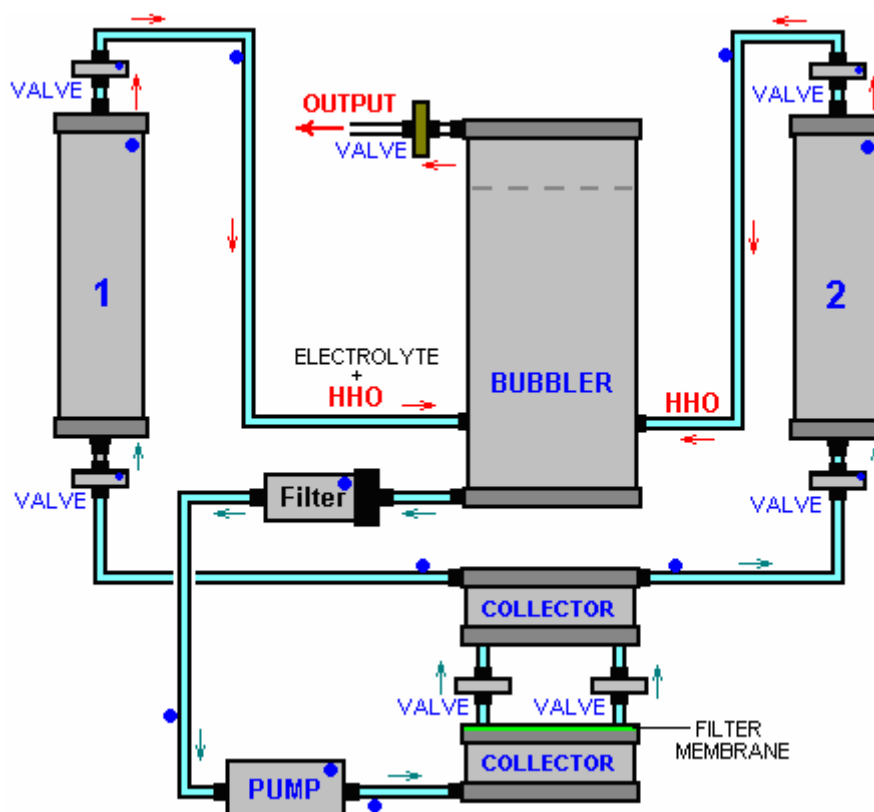 VALVE
VALVE
OUTPUT
VALVE
1
2
ELECTROLYTE
+
HHO
BUBBLER
HHO
VALVE
Filter
VALVE
COLLECTOR
VALVE
VALVE
FILTER
MEMBRANE
COLLECTOR
PUMP